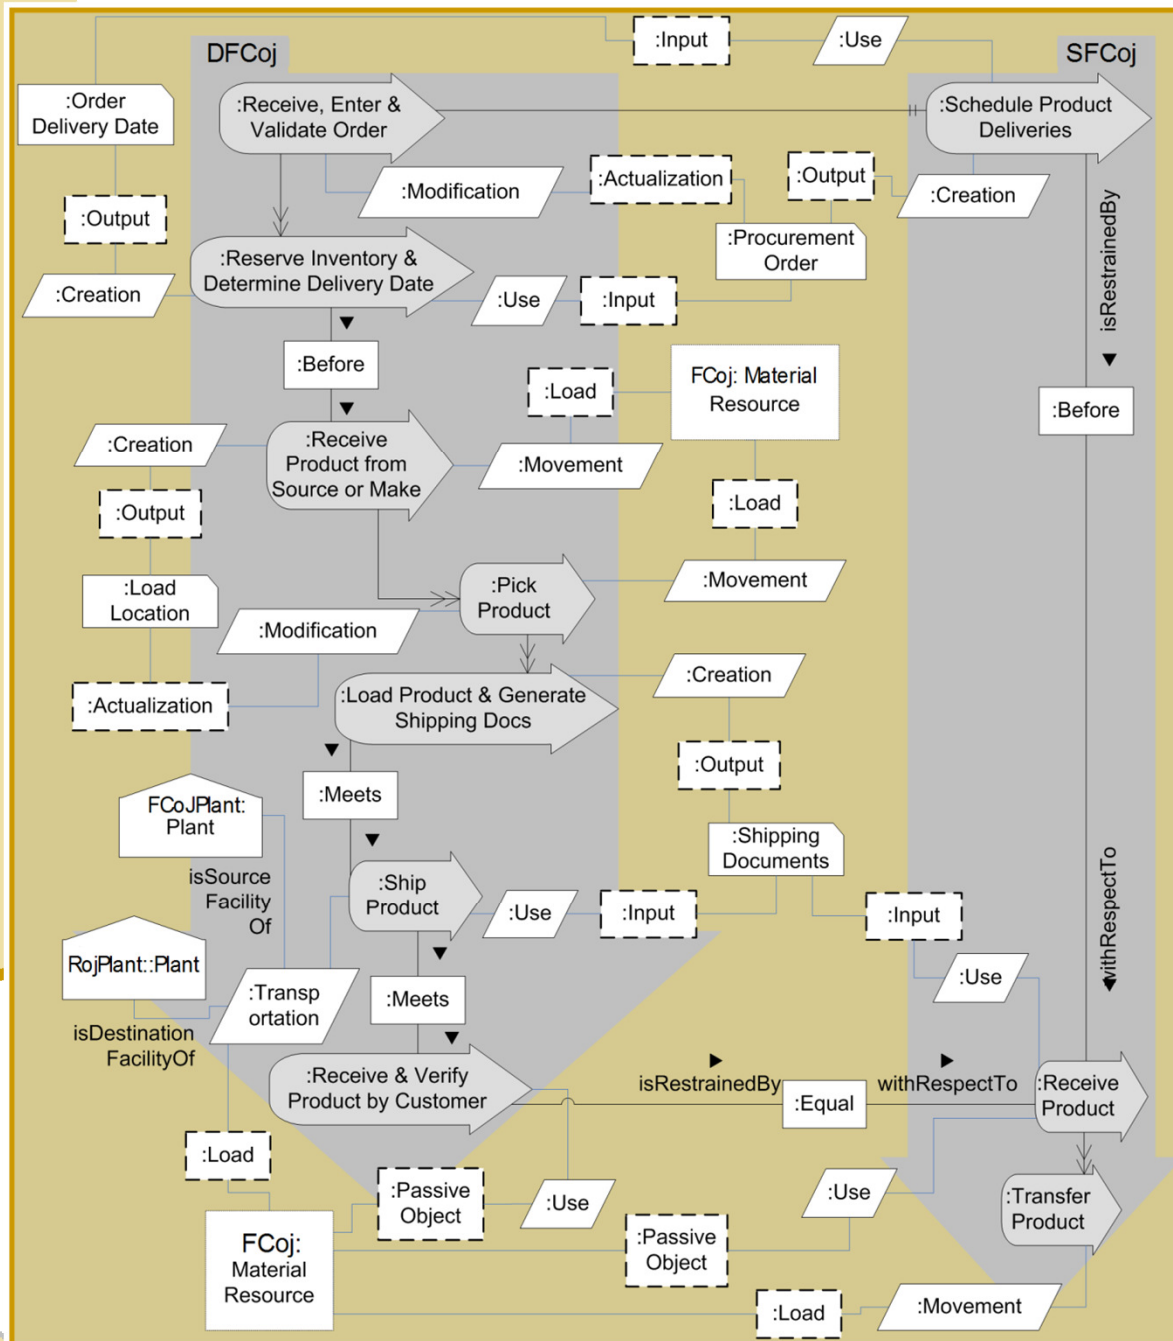 DFCoj
SFCoj
:Input
:Use
:Order
Delivery Date
:Receive, Enter &
Validate Order
:Schedule Product
Deliveries
:Modification
:Actualization
:Output
:Creation
:Output
:Procurement
Order
isRestrainedBy
:Reserve Inventory &
Determine Delivery Date
:Creation
:Use
:Input
:Before
:Load
FCoj: Material
Resource
:Before
:Creation
:Receive
Product from
Source or Make
:Movement
:Output
:Load
:Load
Location
:Pick
Product
:Movement
:Modification
:Creation
:Actualization
:Load Product & Generate
Shipping Docs
:Output
:Meets
FCoJPlant:
Plant
:Shipping
Documents
isSource
Facility
Of
:Ship
Product
:Use
:Input
:Input
withRespectTo
RojPlant::Plant
:Transp
ortation
:Meets
:Use
isDestination
FacilityOf
:Receive & Verify
Product by Customer
isRestrainedBy
withRespectTo
:Equal
:Receive
Product
:Load
:Passive
Object
:Use
:Use
:Transfer
Product
FCoj:
Material
Resource
:Passive
Object
:Load
:Movement